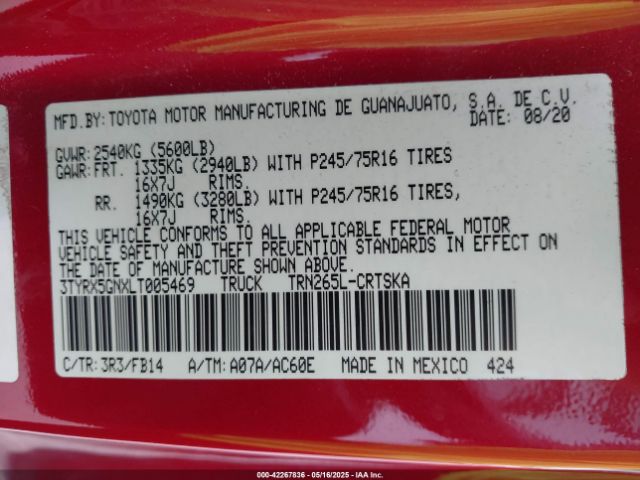 MFD.BY: TOYOTA MOTOR MANUFACTURING DE GUANAJUATO, S.A. DE C.V.
DATE: 08/20
GVWR: 2540KG (5600LB)
GAWR: FRT. 1335KG (2940LB) WITH P245/75R16 TIRES
16X7J RIMS.
RR. 1490KG (3280LB) WITH P245/75R16 TIRES,
16X7J RIMS.
THIS VEHICLE CONFORMS TO ALL APPLICABLE FEDERAL MOTOR
VEHICLE SAFETY AND THEFT PREVENTION STANDARDS IN EFFECT ON
THE DATE OF MANUFACTURE SHOWN ABOVE.
3TYRX5GNXLT005469 TRUCK TRN265L-CRTSKA
C/TR: 3R3/FB14 A/TM: A07A/AC60E MADE IN MEXICO 424
000-42267836 - 05/16/2025 - IAA Inc.